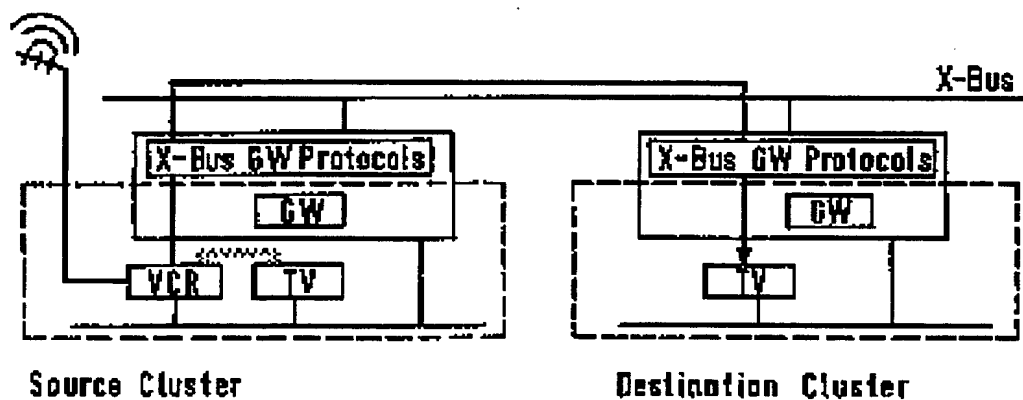 X-Bus
X-Bus GW Protocols
X-Bus GW Protocols
GW
GW
VCR
TV
TV
Source Cluster
Destination Cluster